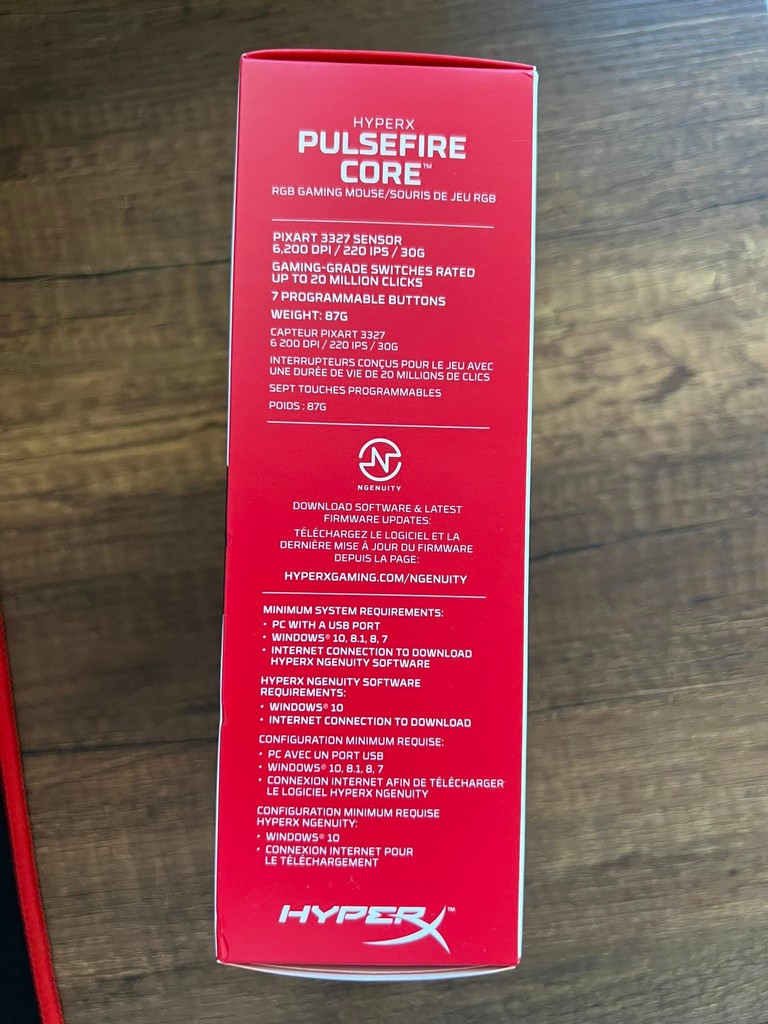 HYPERX
PULSEFIRE
CORE™
RGB GAMING MOUSE/SOURIS DE JEU RGB
PIXART 3327 SENSOR
6,200 DPI / 220 IPS / 30G
GAMING-GRADE SWITCHES RATED
UP TO 20 MILLION CLICKS
7 PROGRAMMABLE BUTTONS
WEIGHT: 87G
CAPTEUR PIXART 3327
6 200 DPI / 220 IPS / 30G
INTERRUPTEURS CONÇUS POUR LE JEU AVEC
UNE DURÉE DE VIE DE 20 MILLIONS DE CLICS
SEPT TOUCHES PROGRAMMABLES
POIDS : 87G
N
NGENUITY
DOWNLOAD SOFTWARE & LATEST
FIRMWARE UPDATES:
TÉLÉCHARGEZ LE LOGICIEL ET LA
DERNIÈRE MISE À JOUR DU FIRMWARE
DEPUIS LA PAGE:
HYPERXGAMING.COM/NGENUITY
MINIMUM SYSTEM REQUIREMENTS:
• PC WITH A USB PORT
• WINDOWS® 10, 8.1, 8, 7
• INTERNET CONNECTION TO DOWNLOAD
HYPERX NGENUITY SOFTWARE
HYPERX NGENUITY SOFTWARE
REQUIREMENTS:
• WINDOWS® 10
• INTERNET CONNECTION TO DOWNLOAD
CONFIGURATION MINIMUM REQUISE:
• PC AVEC UN PORT USB
• WINDOWS® 10, 8.1, 8, 7
• CONNEXION INTERNET AFIN DE TÉLÉCHARGER
LE LOGICIEL HYPERX NGENUITY
CONFIGURATION MINIMUM REQUISE
HYPERX NGENUITY:
• WINDOWS® 10
• CONNEXION INTERNET POUR
LE TÉLÉCHARGEMENT
HYPERX™